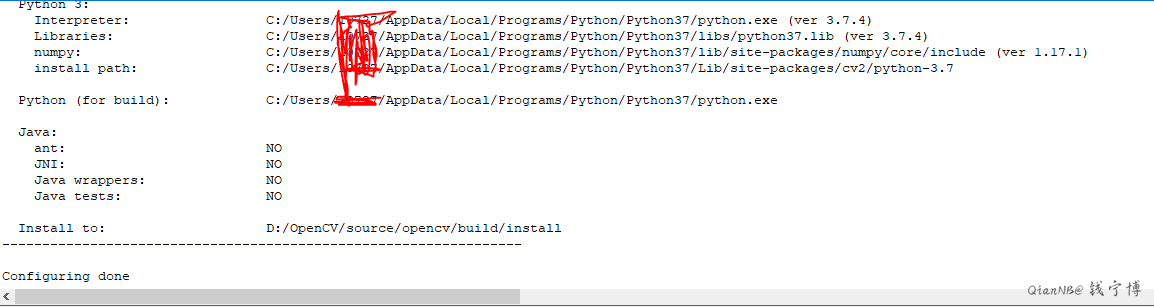 Python 3:
Interpreter: C:/Users/ /AppData/Local/Programs/Python/Python37/python.exe (ver 3.7.4)
Libraries: C:/Users/ /AppData/Local/Programs/Python/Python37/libs/python37.lib (ver 3.7.4)
numpy: C:/Users/ /AppData/Local/Programs/Python/Python37/lib/site-packages/numpy/core/include (ver 1.17.1)
install path: C:/Users/ /AppData/Local/Programs/Python/Python37/Lib/site-packages/cv2/python-3.7
Python (for build): C:/Users/ /AppData/Local/Programs/Python/Python37/python.exe
Java:
ant: NO
JNI: NO
Java wrappers: NO
Java tests: NO
Install to: D:/OpenCV/source/opencv/build/install
-----------------------------------------------------------------
Configuring done
QianNB@ 钱宁博